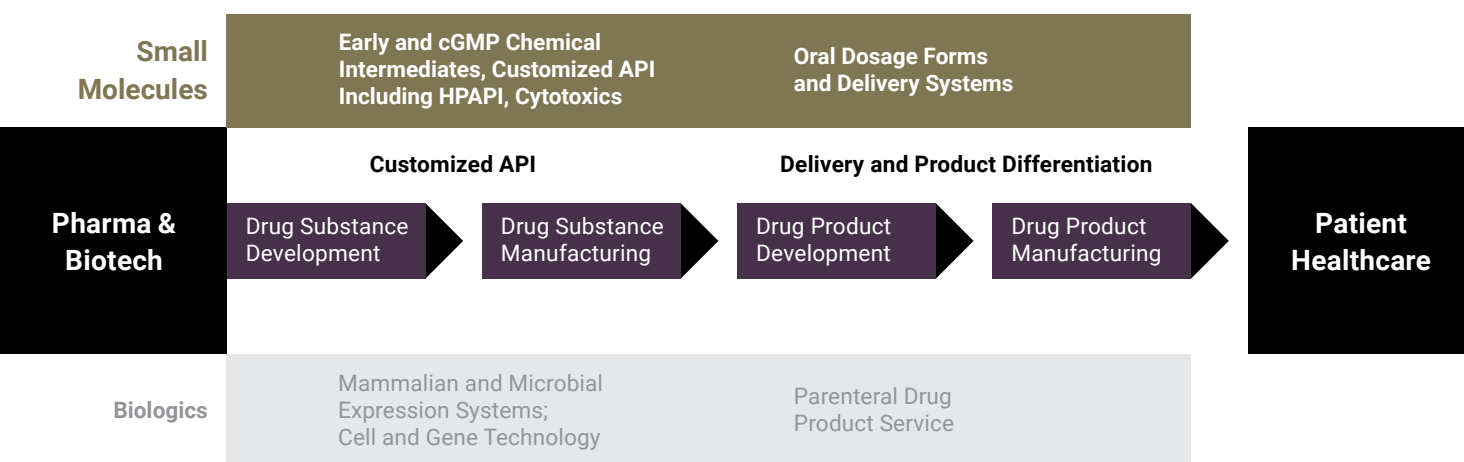 Small
Molecules
Early and cGMP Chemical
Intermediates, Customized API
Including HPAPI, Cytotoxics
Oral Dosage Forms
and Delivery Systems
Customized API
Delivery and Product Differentiation
Pharma &
Biotech
Drug Substance
Development
Drug Substance
Manufacturing
Drug Product
Development
Drug Product
Manufacturing
Patient
Healthcare
Biologics
Mammalian and Microbial
Expression Systems;
Cell and Gene Technology
Parenteral Drug
Product Service